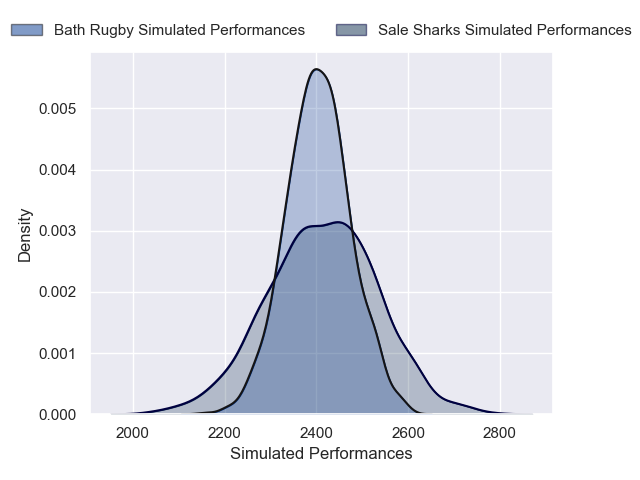 Bath Rugby Simulated Performances
Sale Sharks Simulated Performances
0.005
0.004
0.003
0.002
0.001
0.000
Density
2000
2200
2400
2600
2800
Simulated Performances